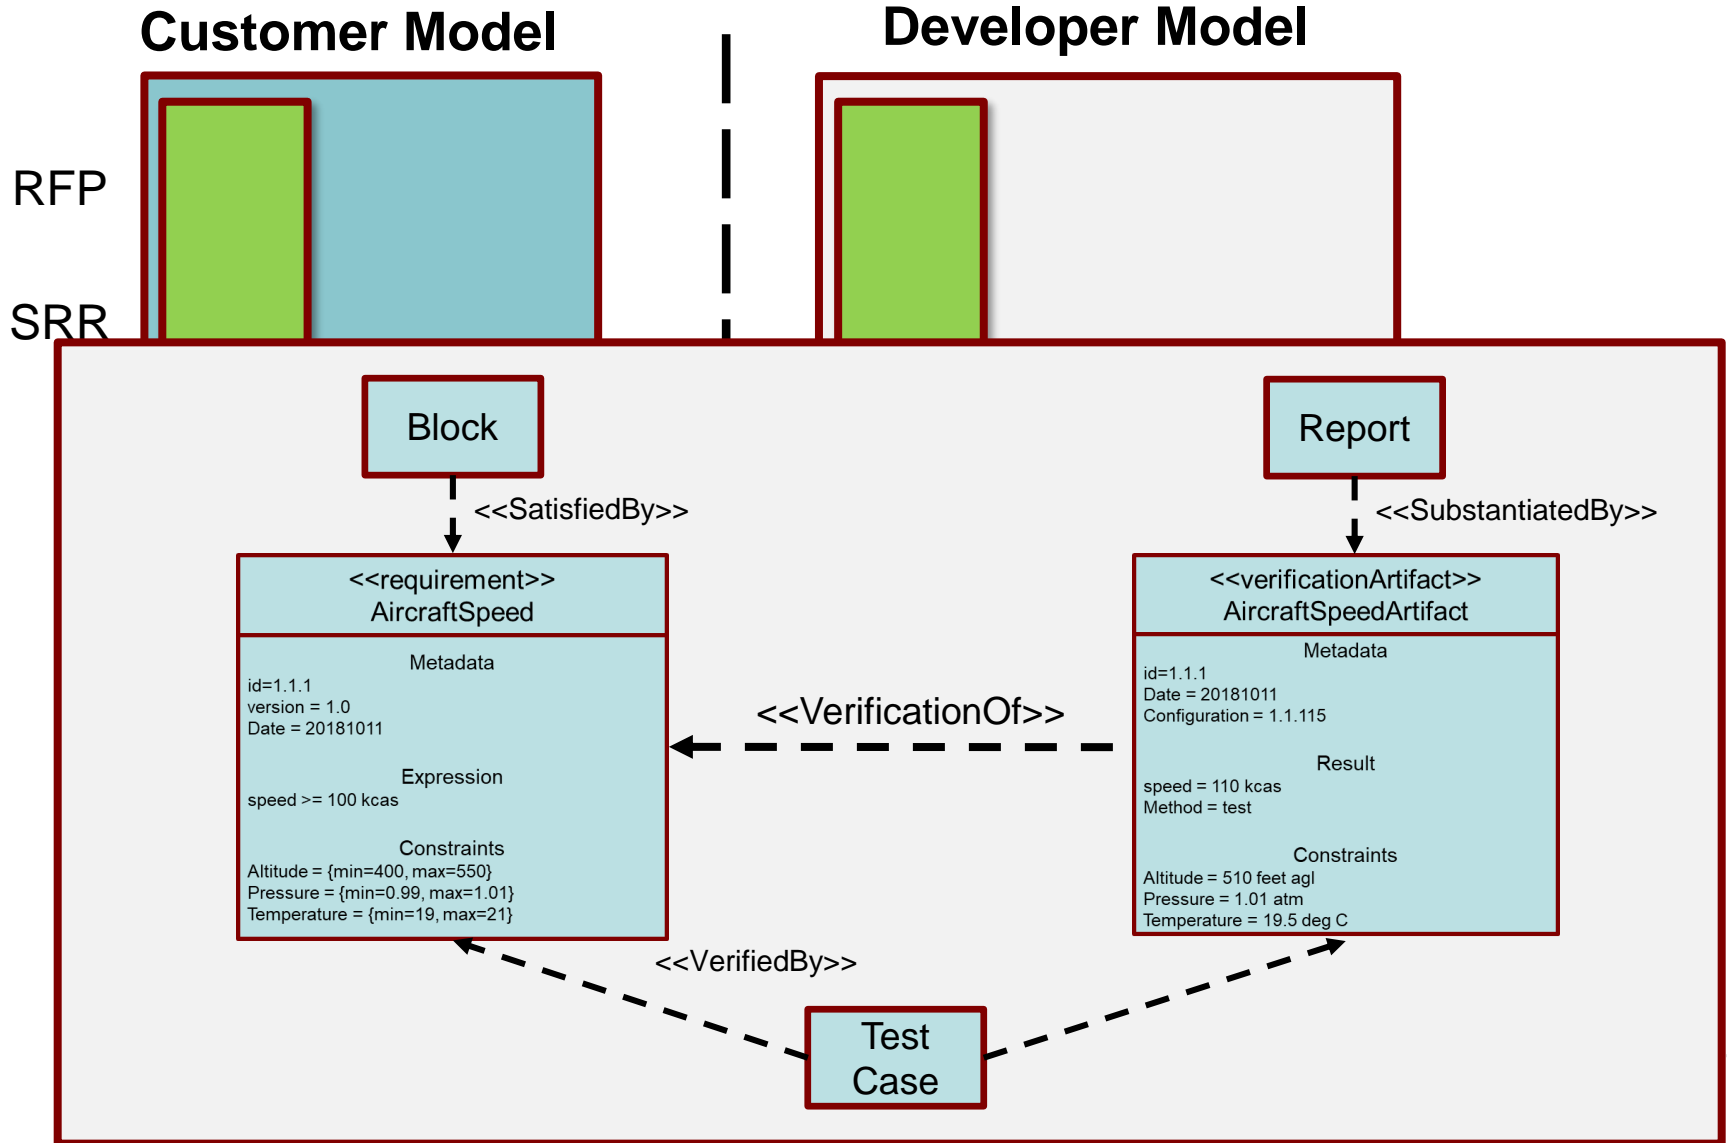 Customer Model
Developer Model
RFP
SRR
Block
Report
<<SatisfiedBy>>
<<SubstantiatedBy>>
<<requirement>>
AircraftSpeed
Metadata
id=1.1.1
version = 1.0
Date = 20181011
Expression
speed >= 100 kcas
Constraints
Altitude = {min=400, max=550}
Pressure = {min=0.99, max=1.01}
Temperature = {min=19, max=21}
<<VerificationOf>>
<<verificationArtifact>>
AircraftSpeedArtifact
Metadata
id=1.1.1
Date = 20181011
Configuration = 1.1.115
Result
speed = 110 kcas
Method = test
Constraints
Altitude = 510 feet agl
Pressure = 1.01 atm
Temperature = 19.5 deg C
<<VerifiedBy>>
Test
Case